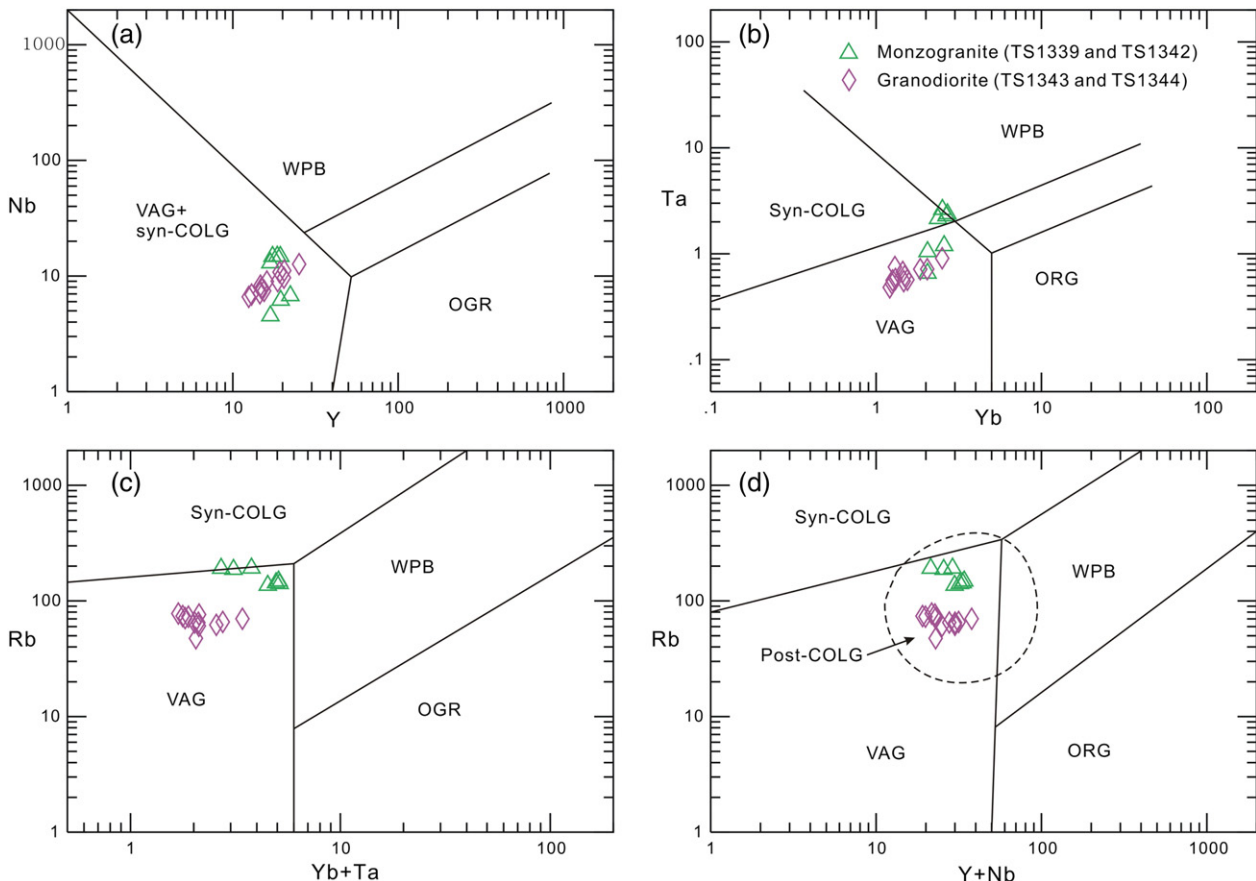 (a)
1000
100
10
1
Nb
WPB
VAG+
syn-COLG
OGR
1
10
100
1000
Y
(b)
Monzogranite (TS1339 and TS1342)
Granodiorite (TS1343 and TS1344)
100
10
1
.1
Ta
WPB
Syn-COLG
ORG
VAG
.1
1
10
100
Yb
(c)
1000
100
10
1
Rb
Syn-COLG
WPB
VAG
OGR
1
10
100
Yb+Ta
(d)
1000
100
10
1
Rb
Syn-COLG
WPB
Post-COLG
VAG
ORG
1
10
100
1000
Y+Nb